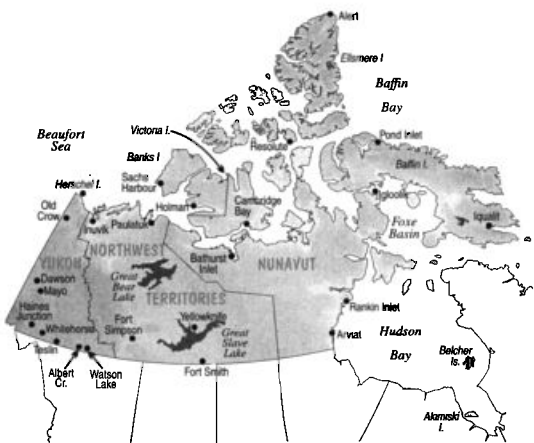 Alert
Ellsmere I
Baffin
Bay
Beaufort
Sea
Victoria I.
Resolute
Pond Inlet
Banks I
Baffin I.
Herschel I.
Sachs
Harbour
Igloolik
Holman
Cambridge
Bay
Old
Crow
Foxe
Basin
Iqaluit
Inuvik
Paulatuk
NORTHWEST
Bathurst
Inlet
NUNAVUT
YUKON
Great
Bear
Lake
Dawson
Mayo
TERRITORIES
Rankin Inlet
Haines
Junction
Whitehorse
Fort
Simpson
Yellowknife
Great
Slave
Lake
Arviat
Hudson
Bay
Teslin
Belcher
Is.
Albert
Cr.
Watson
Lake
Fort Smith
Akimiski
I.